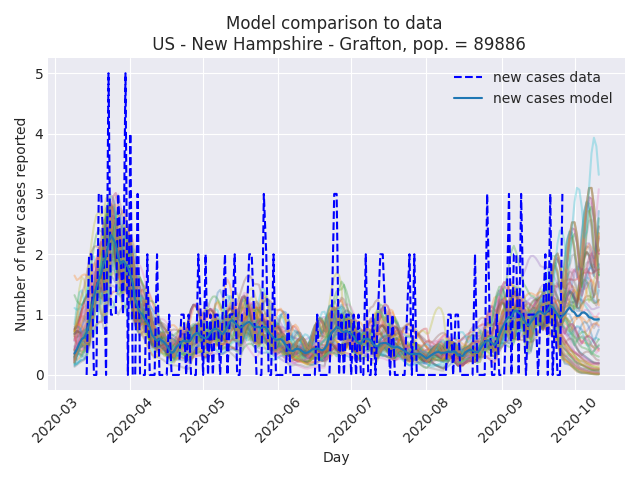 Model comparison to data
US - New Hampshire - Grafton, pop. = 89886
new cases data
new cases model
Number of new cases reported
5
4
3
2
1
0
2020-03
2020-04
2020-05
2020-06
2020-07
2020-08
2020-09
2020-10
Day